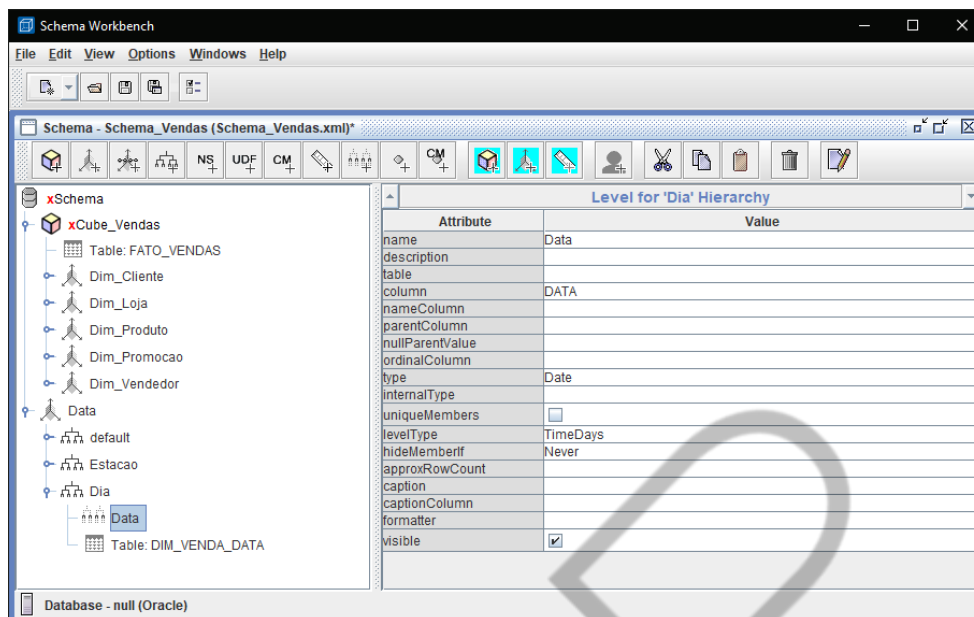 Schema Workbench
File Edit View Options Windows Help
Schema - Schema_Vendas (Schema_Vendas.xml)*
NS UDF CM CM
xSchema
xCube_Vendas
Table: FATO_VENDAS
Dim_Cliente
Dim_Loja
Dim_Produto
Dim_Promocao
Dim_Vendedor
Data
default
Estacao
Dia
Data
Table: DIM_VENDA_DATA
Level for 'Dia' Hierarchy
Attribute Value
name Data
description
table
column DATA
nameColumn
parentColumn
nullParentValue
ordinalColumn
type Date
internalType
uniqueMembers
levelType TimeDays
hideMemberIf Never
approxRowCount
caption
captionColumn
formatter
visible
Database - null (Oracle)